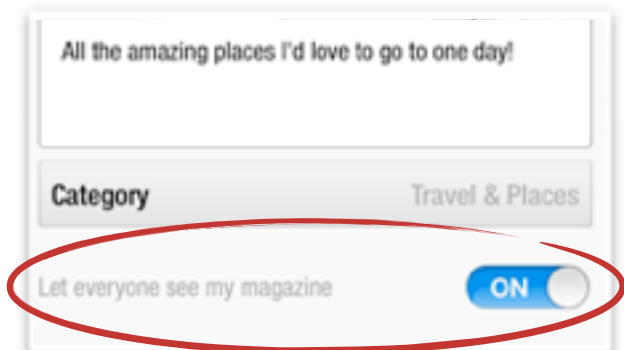 All the amazing places I'd love to go to one day!
Category Travel & Places
Let everyone see my magazine ON